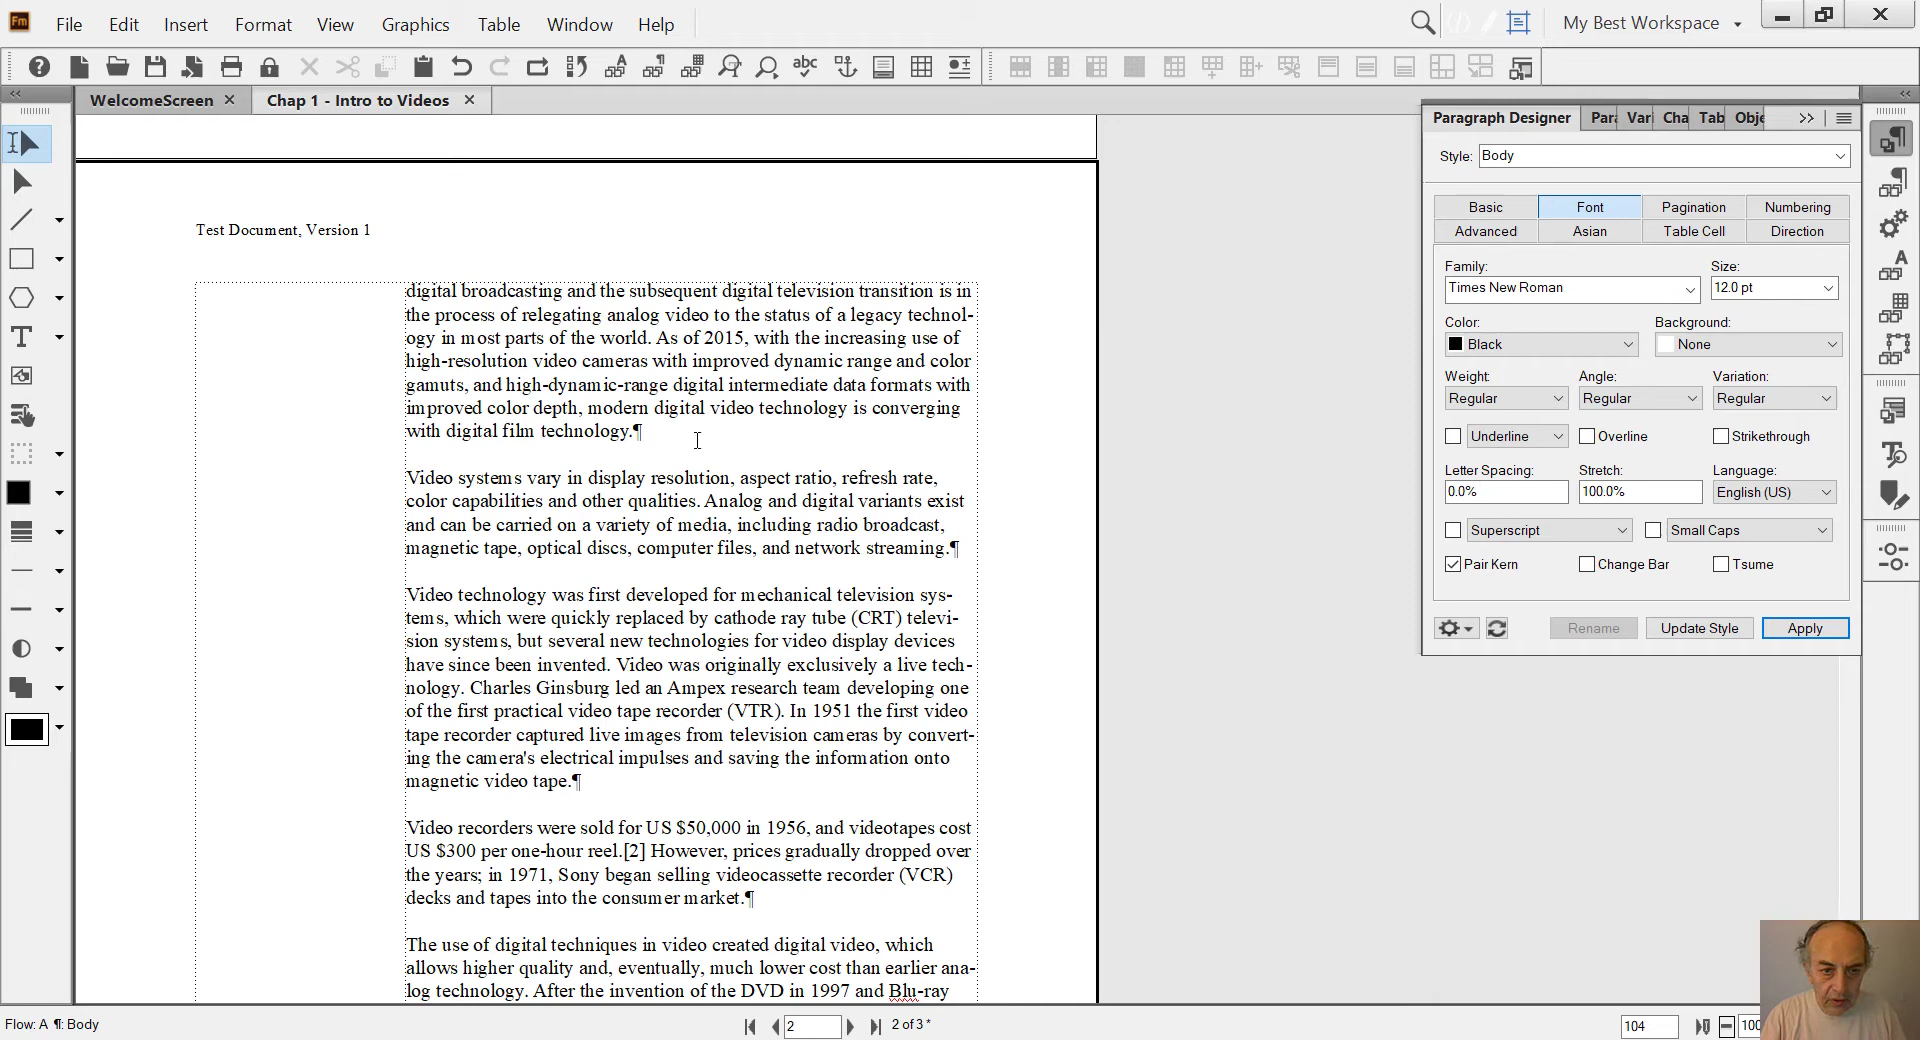 Fm File Edit Insert Format View Graphics Table Window Help My Best Workspace
WelcomeScreen Chap 1 - Intro to Videos
Test Document, Version 1
digital broadcasting and the subsequent digital television transition is in
the process of relegating analog video to the status of a legacy technol-
ogy in most parts of the world. As of 2015, with the increasing use of
high-resolution video cameras with improved dynamic range and color
gamuts, and high-dynamic-range digital intermediate data formats with
improved color depth, modern digital video technology is converging
with digital film technology.¶
Video systems vary in display resolution, aspect ratio, refresh rate,
color capabilities and other qualities. Analog and digital variants exist
and can be carried on a variety of media, including radio broadcast,
magnetic tape, optical discs, computer files, and network streaming.¶
Video technology was first developed for mechanical television sys-
tems, which were quickly replaced by cathode ray tube (CRT) televi-
sion systems, but several new technologies for video display devices
have since been invented. Video was originally exclusively a live tech-
nology. Charles Ginsburg led an Ampex research team developing one
of the first practical video tape recorder (VTR). In 1951 the first video
tape recorder captured live images from television cameras by convert-
ing the camera's electrical impulses and saving the information onto
magnetic video tape.¶
Video recorders were sold for US $50,000 in 1956, and videotapes cost
US $300 per one-hour reel.[2] However, prices gradually dropped over
the years; in 1971, Sony began selling videocassette recorder (VCR)
decks and tapes into the consumer market.¶
The use of digital techniques in video created digital video, which
allows higher quality and, eventually, much lower cost than earlier ana-
log technology. After the invention of the DVD in 1997 and Blu-ray
Paragraph Designer Para Vari Cha Tab Obje
Style: Body
Basic Font Pagination Numbering
Advanced Asian Table Cell Direction
Family: Size:
Times New Roman 12.0 pt
Color: Background:
Black None
Weight: Angle: Variation:
Regular Regular Regular
Underline Overline Strikethrough
Letter Spacing: Stretch: Language:
0.0% 100.0% English (US)
Superscript Small Caps
Pair Kern Change Bar Tsume
Rename Update Style Apply
Flow: A ¶: Body 2 2 of 3* 104 100